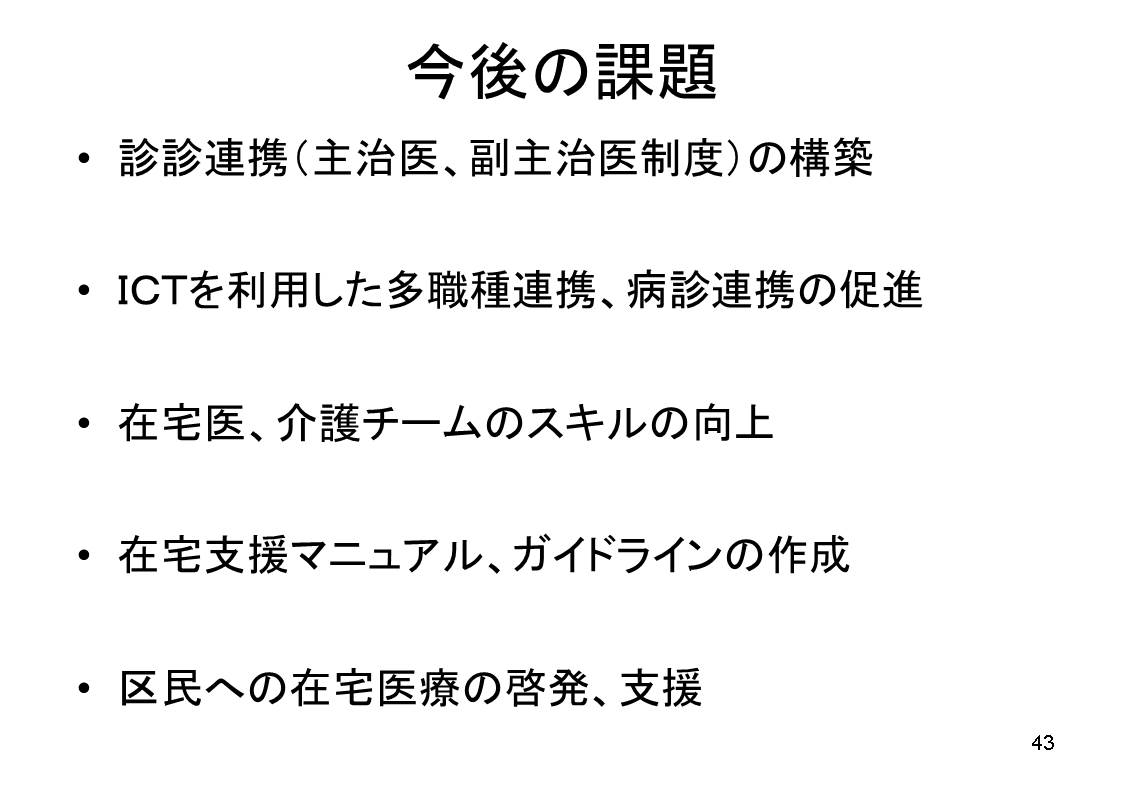 今後の課題
• 診診連携（主治医、副主治医制度）の構築
• ＩＣＴを利用した多職種連携、病診連携の促進
• 在宅医、介護チームのスキルの向上
• 在宅支援マニュアル、ガイドラインの作成
• 区民への在宅医療の啓発、支援
43